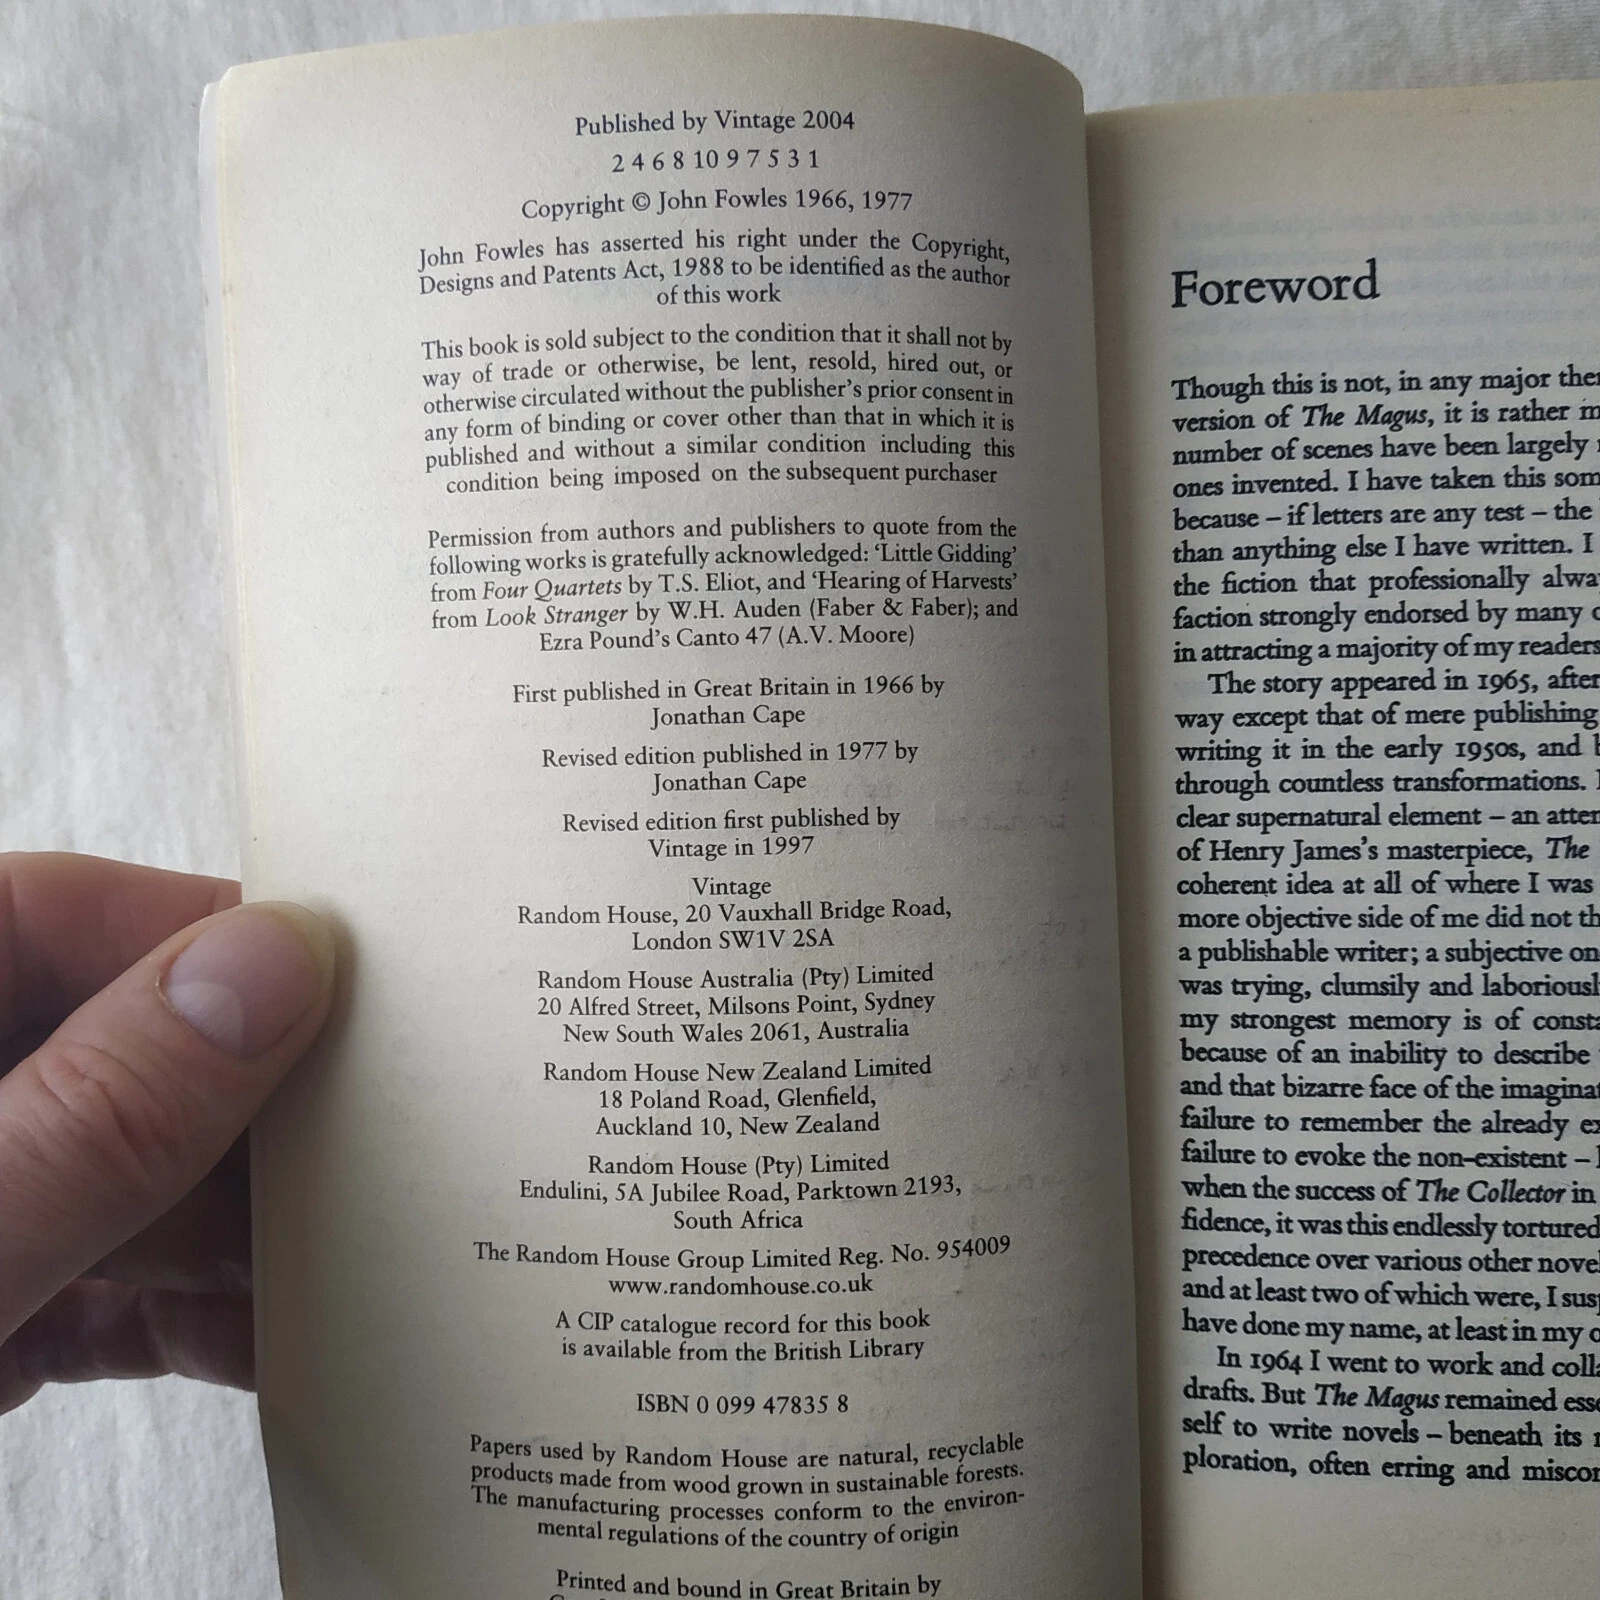 Published by Vintage 2004
2 4 6 8 10 9 7 5 3 1
Copyright © John Fowles 1966, 1977
John Fowles has asserted his right under the Copyright,
Designs and Patents Act, 1988 to be identified as the author
of this work
This book is sold subject to the condition that it shall not by
way of trade or otherwise, be lent, resold, hired out, or
otherwise circulated without the publisher's prior consent in
any form of binding or cover other than that in which it is
published and without a similar condition including this
condition being imposed on the subsequent purchaser
Permission from authors and publishers to quote from the
following works is gratefully acknowledged: 'Little Gidding'
from Four Quartets by T.S. Eliot, and 'Hearing of Harvests'
from Look Stranger by W.H. Auden (Faber & Faber); and
Ezra Pound's Canto 47 (A.V. Moore)
First published in Great Britain in 1966 by
Jonathan Cape
Revised edition published in 1977 by
Jonathan Cape
Revised edition first published by
Vintage in 1997
Vintage
Random House, 20 Vauxhall Bridge Road,
London SW1V 2SA
Random House Australia (Pty) Limited
20 Alfred Street, Milsons Point, Sydney
New South Wales 2061, Australia
Random House New Zealand Limited
18 Poland Road, Glenfield,
Auckland 10, New Zealand
Random House (Pty) Limited
Endulini, 5A Jubilee Road, Parktown 2193,
South Africa
The Random House Group Limited Reg. No. 954009
www.randomhouse.co.uk
A CIP catalogue record for this book
is available from the British Library
ISBN 0 099 47835 8
Papers used by Random House are natural, recyclable
products made from wood grown in sustainable forests.
The manufacturing processes conform to the environ-
mental regulations of the country of origin
Printed and bound in Great Britain by
Foreword
Though this is not, in any major
version of The Magus, it is rather
number of scenes have been largely
ones invented. I have taken this
because – if letters are any test – the
than anything else I have written. I
the fiction that professionally
faction strongly endorsed by many
in attracting a majority of my readers
The story appeared in 1965, after
way except that of mere publishing
writing it in the early 1950s, and
through countless transformations.
clear supernatural element – an
of Henry James's masterpiece, The
coherent idea at all of where I was
more objective side of me did not
a publishable writer; a subjective
was trying, clumsily and
my strongest memory is of
because of an inability to describe
and that bizarre face of the
failure to remember the already
failure to evoke the non-existent –
when the success of The Collector in
fidence, it was this endlessly tortured
precedence over various other
and at least two of which were, I
have done my name, at least in my
In 1964 I went to work and
drafts. But The Magus remained
self to write novels – beneath its
ploration, often erring and